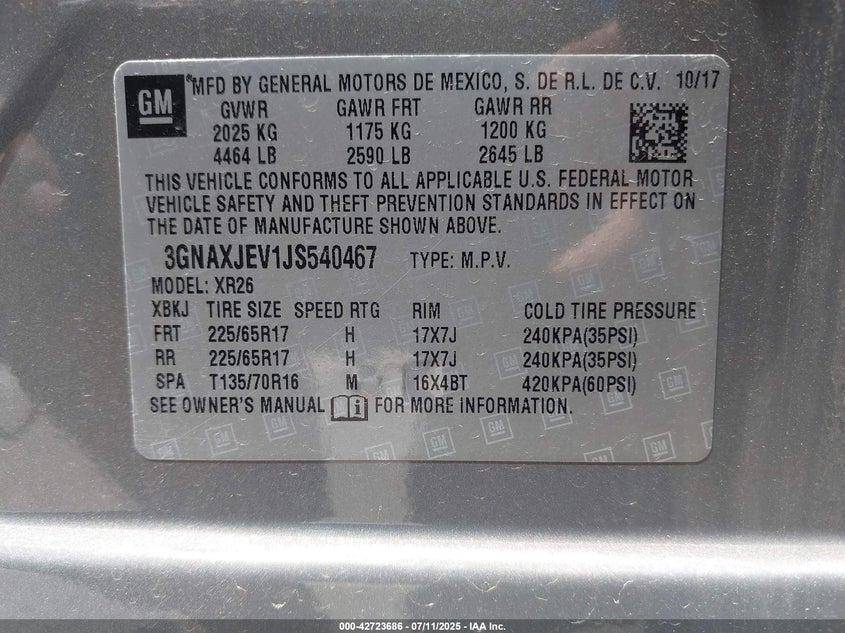 GM
MFD BY GENERAL MOTORS DE MEXICO, S. DE R.L. DE C.V. 10/17
GVWR GAWR FRT GAWR RR
2025 KG 1175 KG 1200 KG
4464 LB 2590 LB 2645 LB
THIS VEHICLE CONFORMS TO ALL APPLICABLE U.S. FEDERAL MOTOR
VEHICLE SAFETY AND THEFT PREVENTION STANDARDS IN EFFECT ON
THE DATE OF MANUFACTURE SHOWN ABOVE.
3GNAXJEV1JS540467 TYPE: M.P.V.
MODEL: XR26
XBKJ TIRE SIZE SPEED RTG RIM COLD TIRE PRESSURE
FRT 225/65R17 H 17X7J 240KPA(35PSI)
RR 225/65R17 H 17X7J 240KPA(35PSI)
SPA T135/70R16 M 16X4BT 420KPA(60PSI)
SEE OWNER'S MANUAL i FOR MORE INFORMATION.
000-42723686 - 07/11/2025 - IAA Inc.